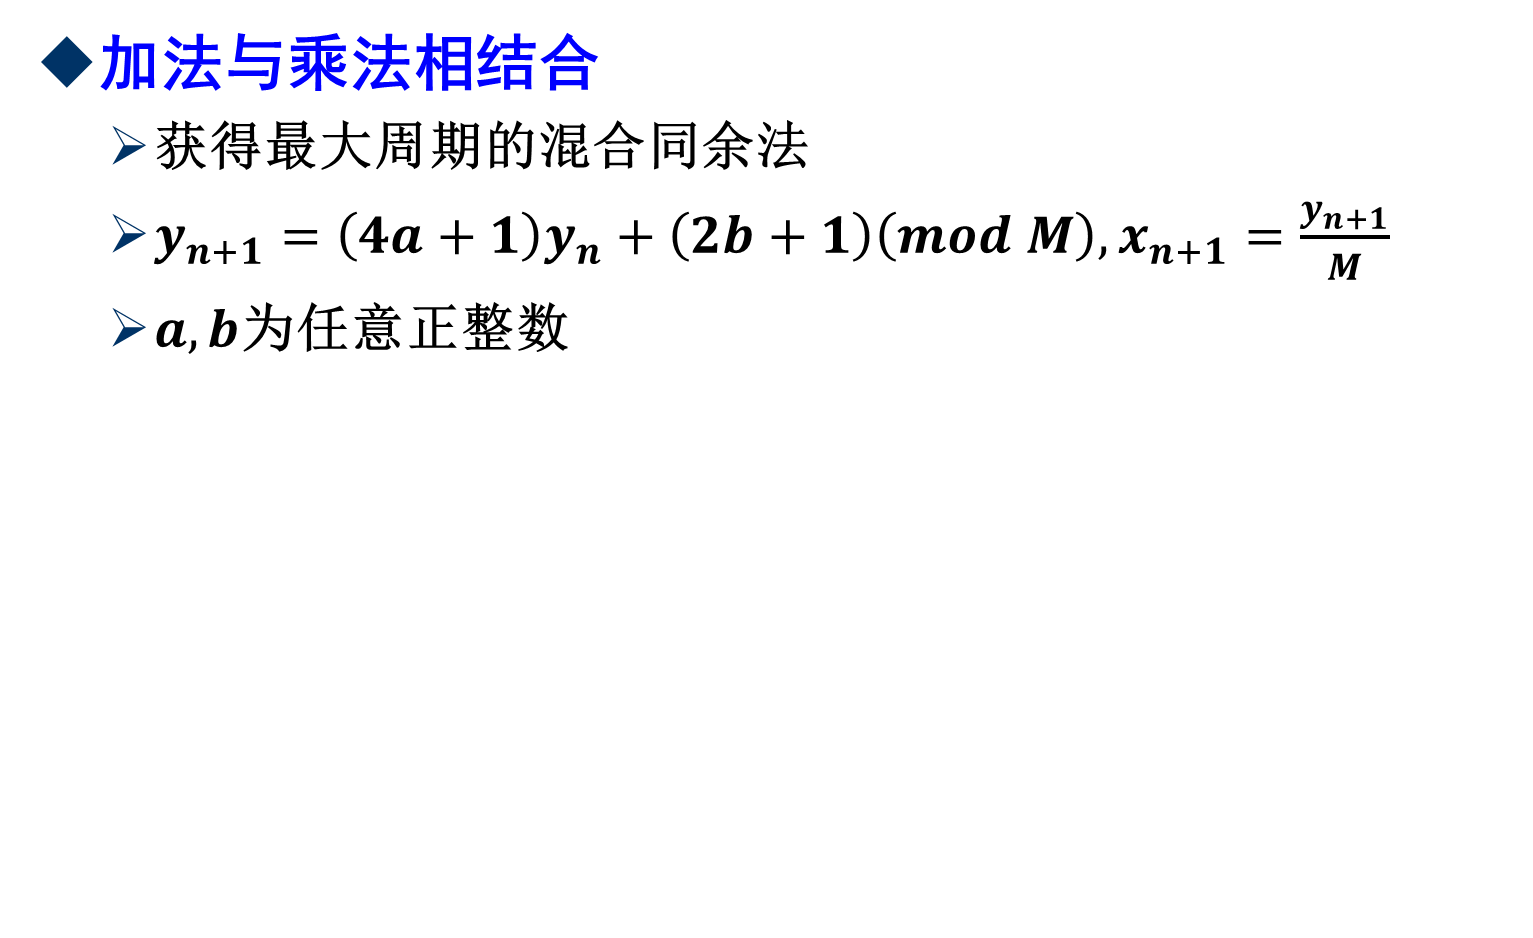 加法与乘法相结合
获得最大周期的混合同余法
y_{n+1} = (4a + 1)y_n + (2b + 1)(mod M), x_{n+1} = \frac{y_{n+1}}{M}
a, b为任意正整数